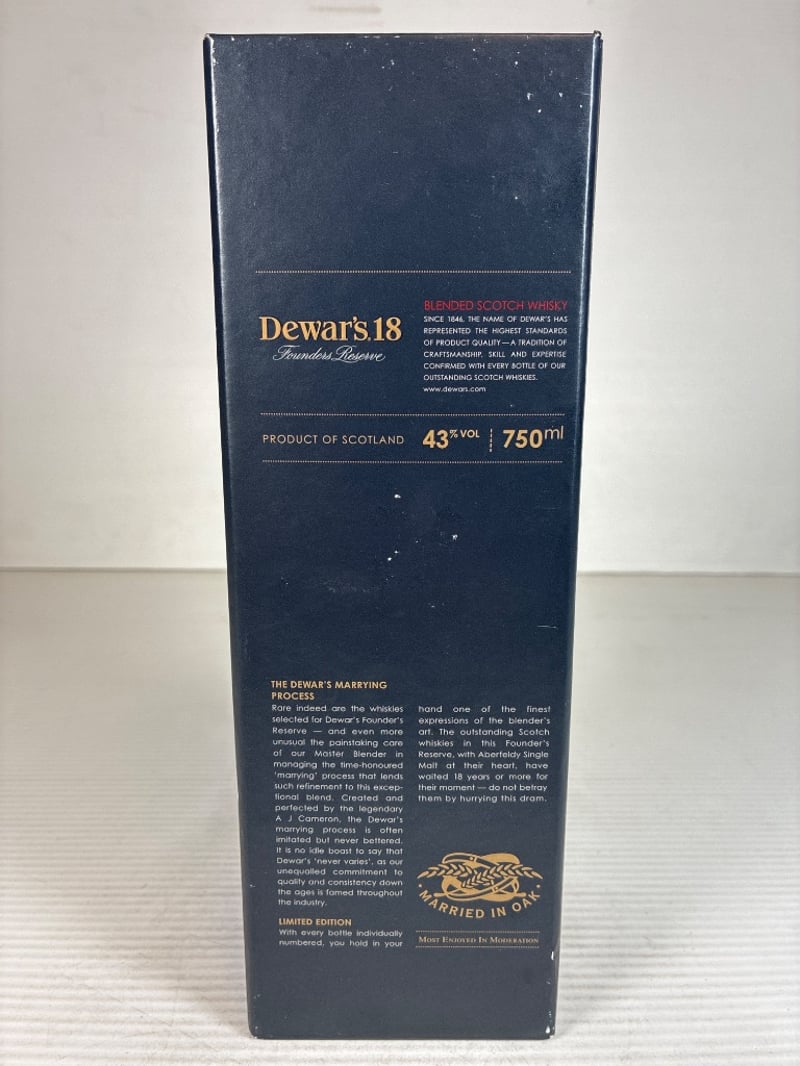 Dewar's.18
Founders Reserve
BLENDED SCOTCH WHISKY
SINCE 1846, THE NAME OF DEWAR'S HAS
REPRESENTED THE HIGHEST STANDARDS
OF PRODUCT QUALITY — A TRADITION OF
CRAFTSMANSHIP, SKILL AND EXPERTISE
CONFIRMED WITH EVERY BOTTLE OF OUR
OUTSTANDING SCOTCH WHISKIES.
www.dewars.com
PRODUCT OF SCOTLAND 43% VOL 750ml
THE DEWAR'S MARRYING
PROCESS
Rare indeed are the whiskies
selected for Dewar's Founder's
Reserve — and even more
unusual the painstaking care
of our Master Blender in
managing the time-honoured
'marrying' process that lends
such refinement to this excep-
tional blend. Created and
perfected by the legendary
A J Cameron, the Dewar's
marrying process is often
imitated but never bettered.
It is no idle boast to say that
Dewar's 'never varies', as our
unequalled commitment to
quality and consistency down
the ages is famed throughout
the industry.
LIMITED EDITION
With every bottle individually
numbered, you hold in your
hand one of the finest
expressions of the blender's
art. The outstanding Scotch
whiskies in this Founder's
Reserve, with Aberfeldy Single
Malt at their heart, have
waited 18 years or more for
their moment — do not betray
them by hurrying this dram.
• MARRIED IN OAK •
MOST ENJOYED IN MODERATION